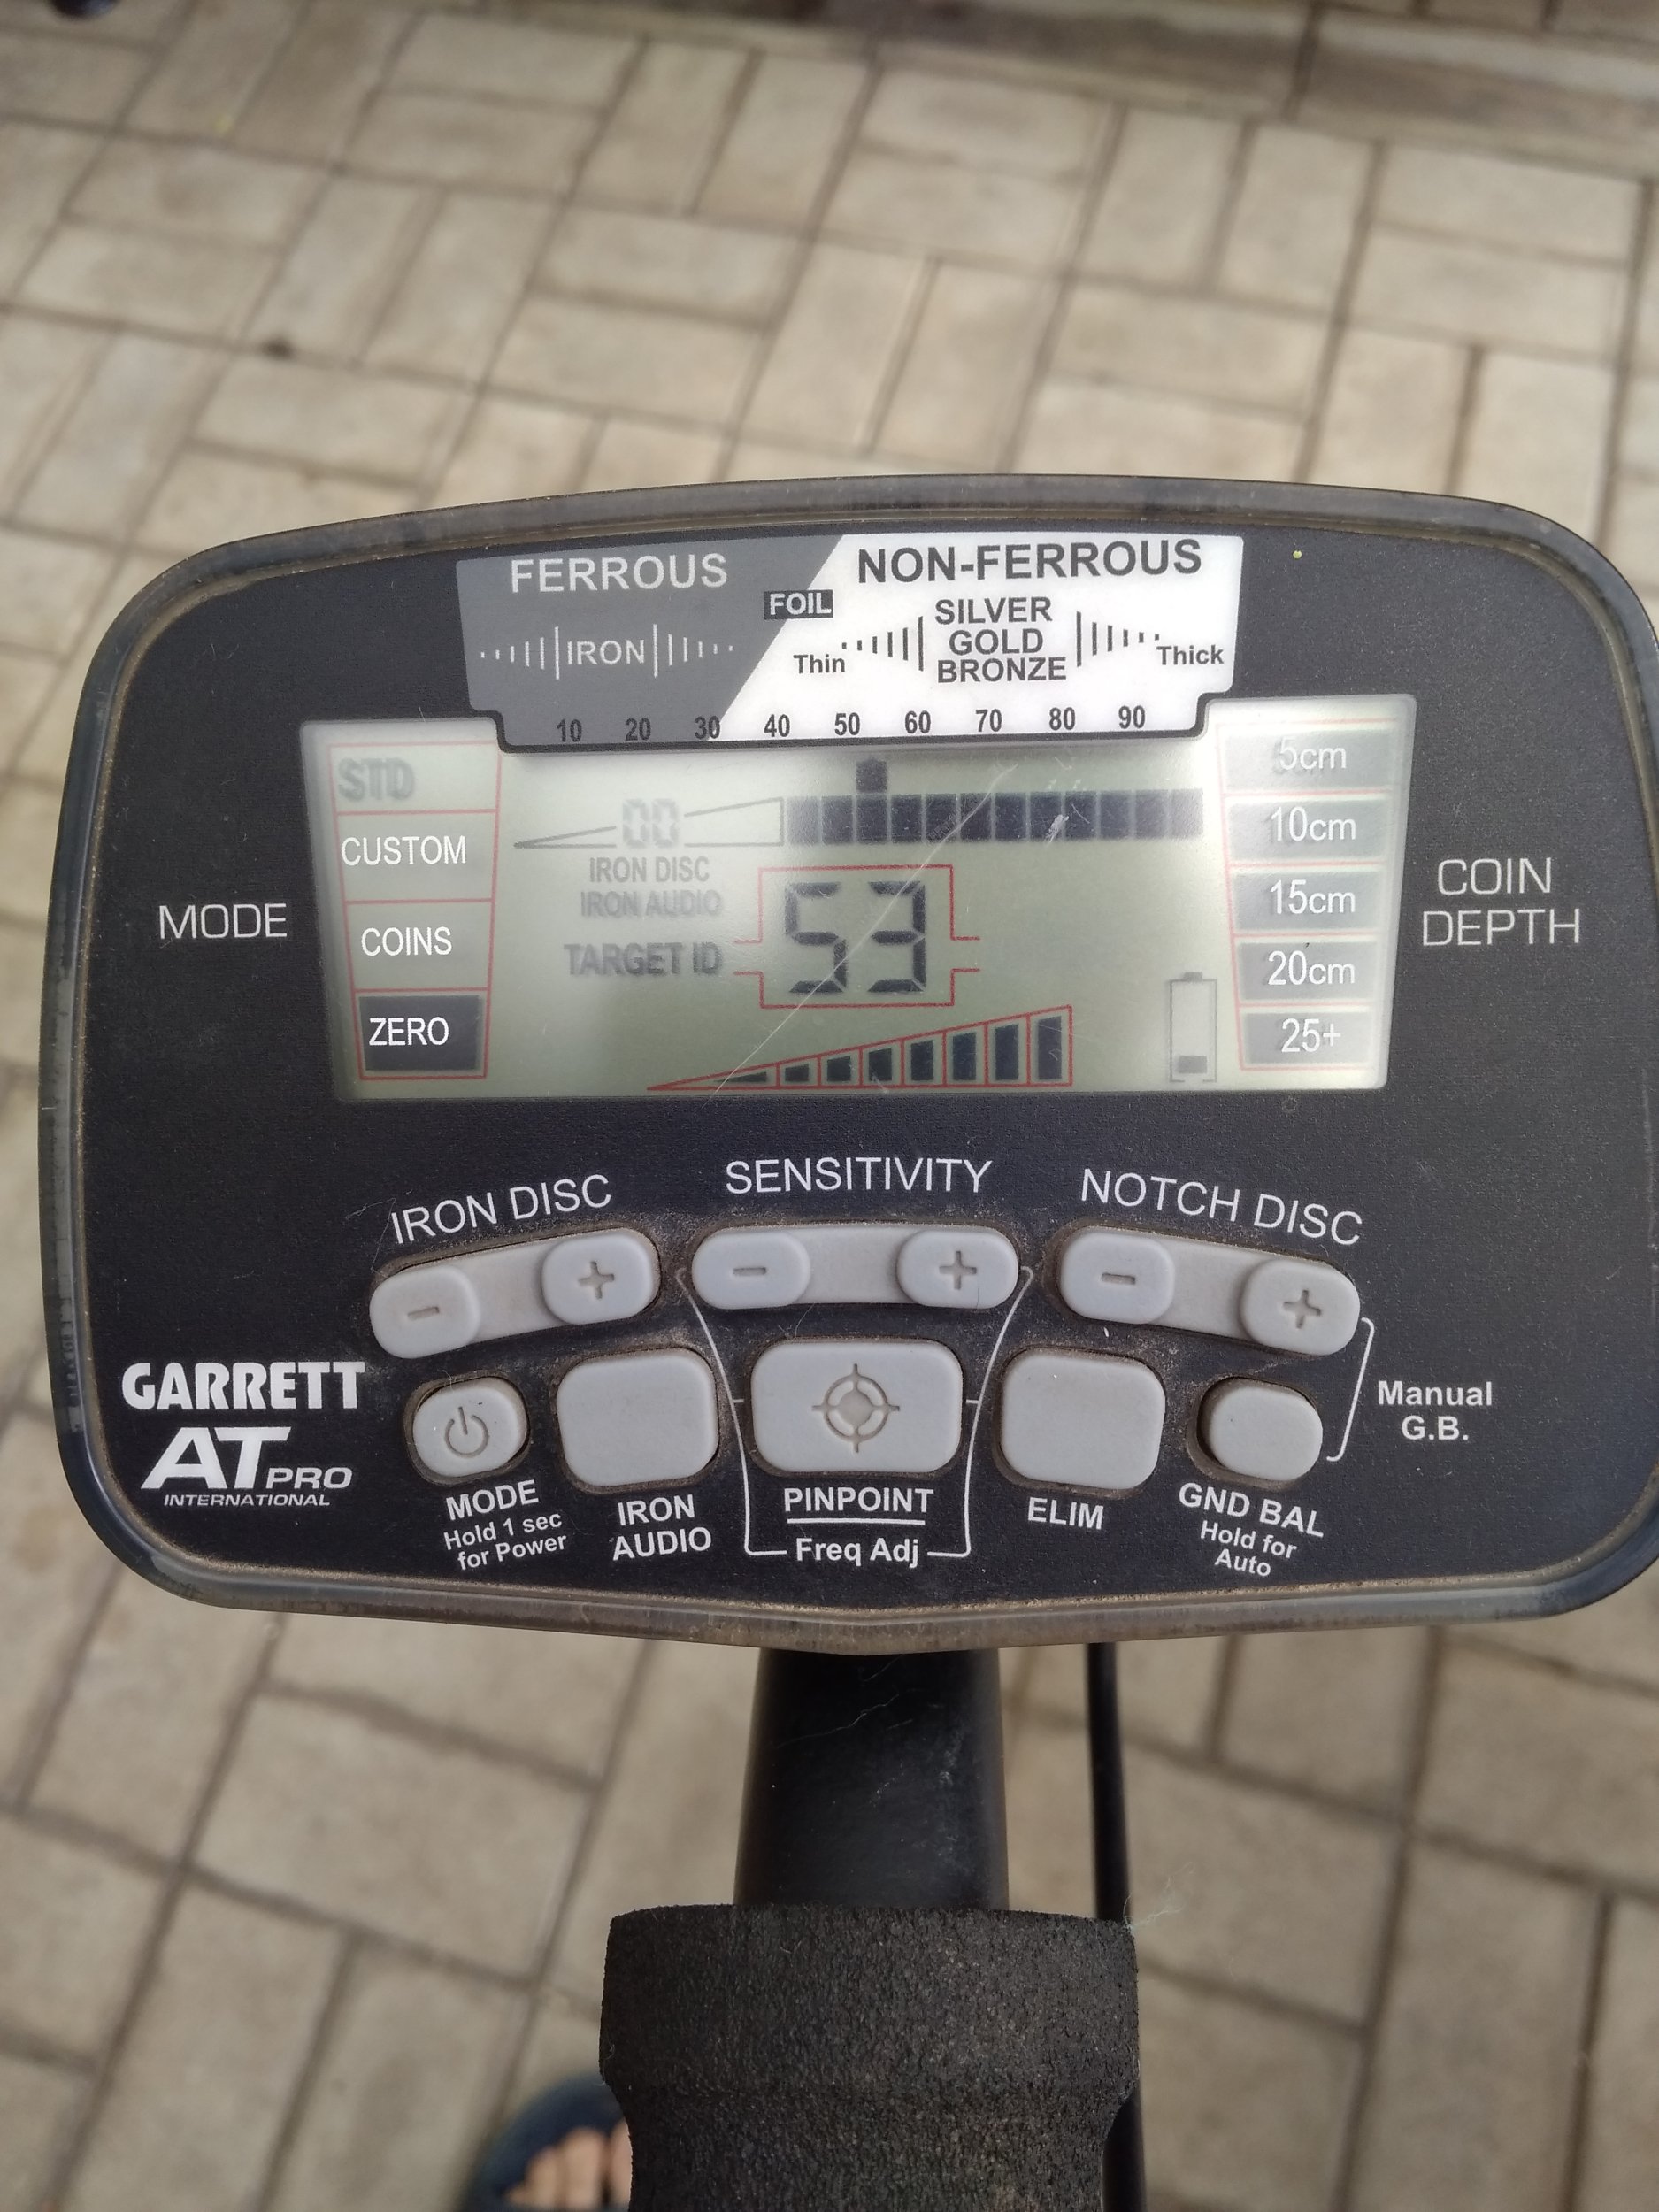 FERROUS
NON-FERROUS
FOIL
IRON
Thin
SILVER
GOLD
BRONZE
Thick
10 20 30 40 50 60 70 80 90
STD
CUSTOM
COINS
ZERO
MODE
00
IRON DISC
IRON AUDIO
TARGET ID
53
5cm
10cm
15cm
20cm
25+
COIN
DEPTH
IRON DISC
SENSITIVITY
NOTCH DISC
- +
- +
- +
GARRETT
AT PRO
INTERNATIONAL
MODE
Hold 1 sec
for Power
IRON
AUDIO
PINPOINT
Freq Adj
ELIM
GND BAL
Hold for
Auto
Manual
G.B.